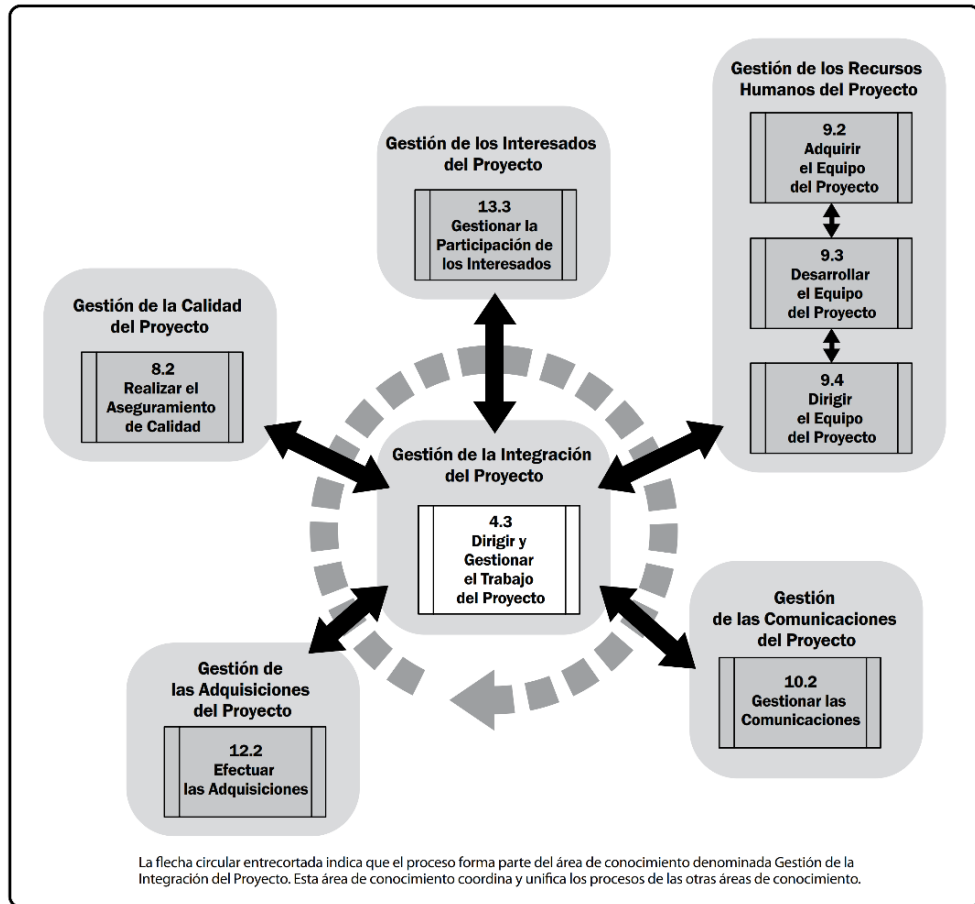 Gestión de los Recursos
Humanos del Proyecto
9.2
Adquirir
el Equipo
del Proyecto
9.3
Desarrollar
el Equipo
del Proyecto
9.4
Dirigir
el Equipo
del Proyecto
Gestión de los Interesados
del Proyecto
13.3
Gestionar la
Participación de
los Interesados
Gestión de la Calidad
del Proyecto
8.2
Realizar el
Aseguramiento
de Calidad
Gestión de la Integración
del Proyecto
4.3
Dirigir y
Gestionar
el Trabajo
del Proyecto
Gestión
de las Comunicaciones
del Proyecto
10.2
Gestionar las
Comunicaciones
Gestión de
las Adquisiciones
del Proyecto
12.2
Efectuar
las Adquisiciones
La flecha circular entrecortada indica que el proceso forma parte del área de conocimiento denominada Gestión de la
Integración del Proyecto. Esta área de conocimiento coordina y unifica los procesos de las otras áreas de conocimiento.